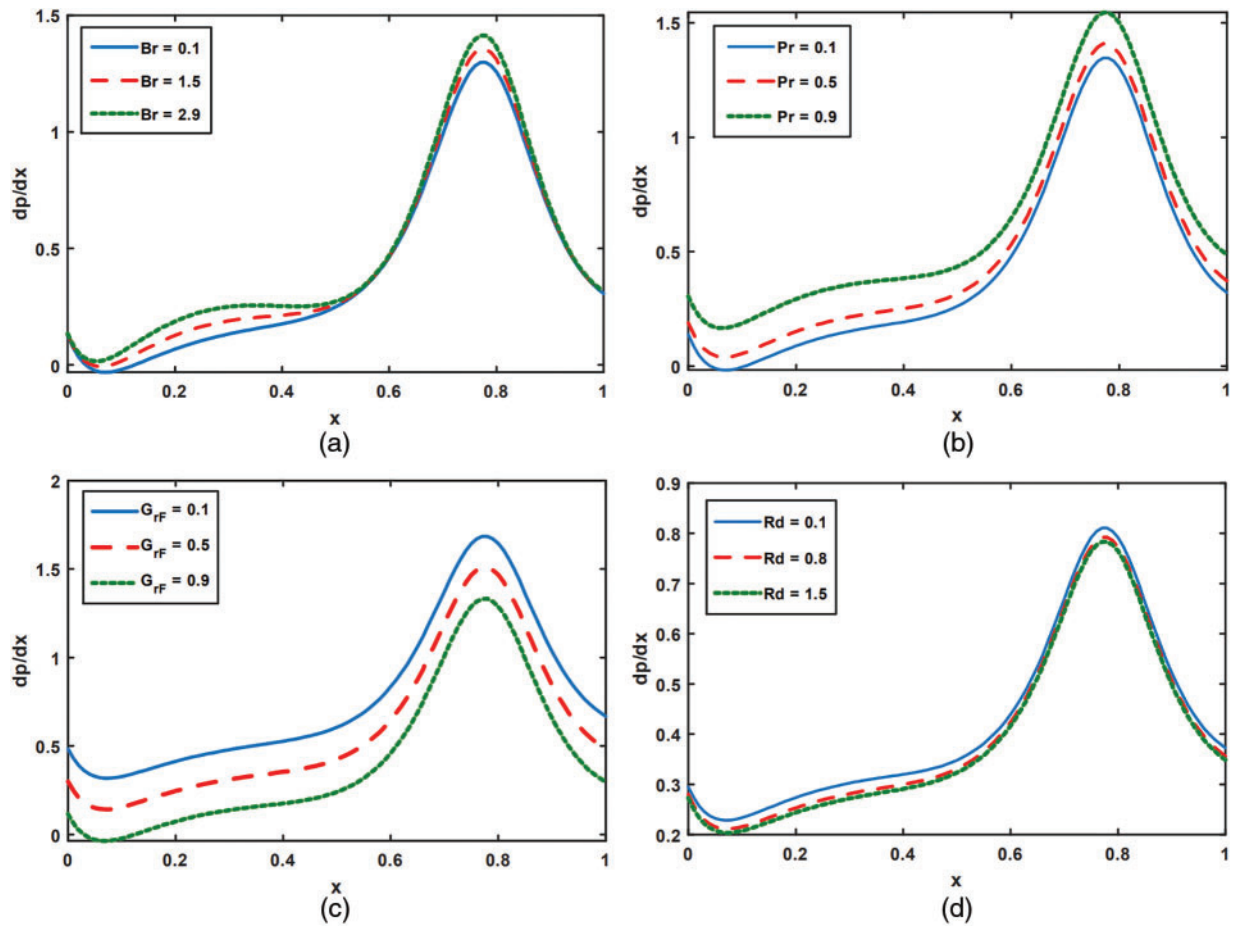 1.5
1
0.5
0
dp/dx
Br = 0.1
Br = 1.5
Br = 2.9
0 0.2 0.4 0.6 0.8 1
x
(a)
1.5
1
0.5
0
dp/dx
Pr = 0.1
Pr = 0.5
Pr = 0.9
0 0.2 0.4 0.6 0.8 1
x
(b)
2
1.5
1
0.5
0
dp/dx
G_rF = 0.1
G_rF = 0.5
G_rF = 0.9
0 0.2 0.4 0.6 0.8 1
x
(c)
0.9
0.8
0.7
0.6
0.5
0.4
0.3
0.2
dp/dx
Rd = 0.1
Rd = 0.8
Rd = 1.5
0 0.2 0.4 0.6 0.8 1
x
(d)